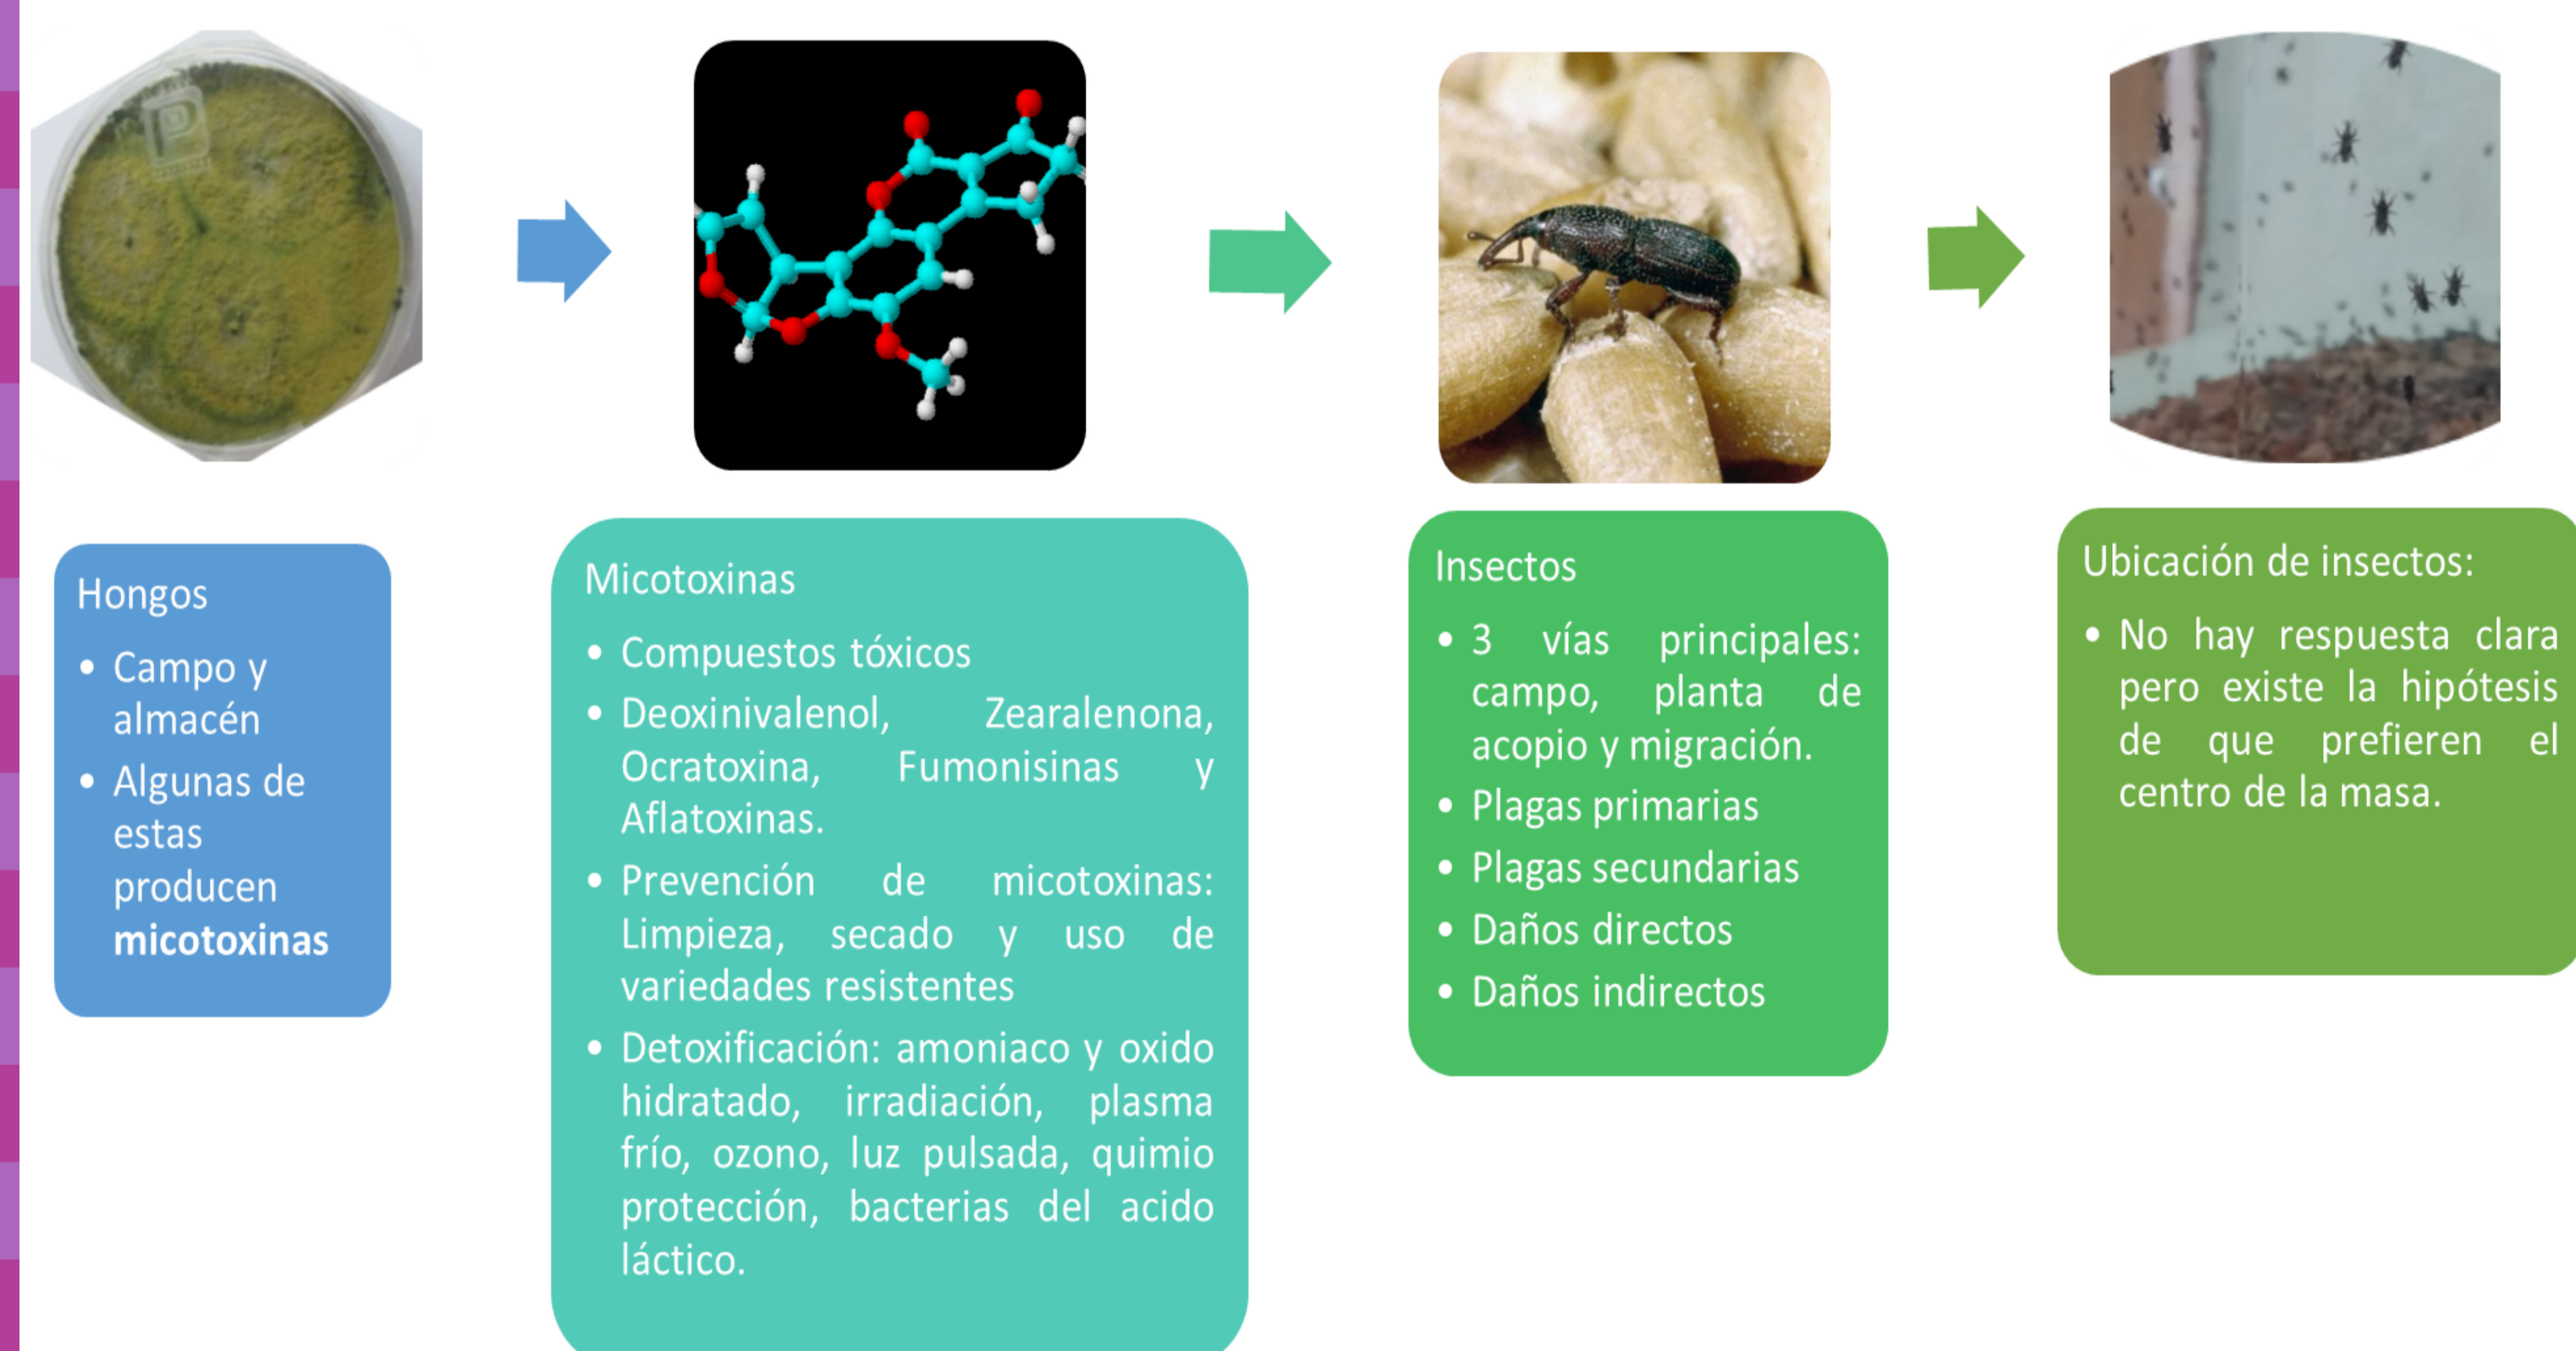 Hongos
• Campo y
almacén
• Algunas de
estas
producen
micotoxinas
Micotoxinas
• Compuestos tóxicos
• Deoxinivalenol, Zearalenona,
Ocratoxina, Fumonisinas y
Aflatoxinas.
• Prevención de micotoxinas:
Limpieza, secado y uso de
variedades resistentes
• Detoxificación: amoniaco y oxido
hidratado, irradiación, plasma
frío, ozono, luz pulsada, quimio
protección, bacterias del acido
láctico.
Insectos
• 3 vías principales:
campo, planta de
acopio y migración.
• Plagas primarias
• Plagas secundarias
• Daños directos
• Daños indirectos
Ubicación de insectos:
• No hay respuesta clara
pero existe la hipótesis
de que prefieren el
centro de la masa.